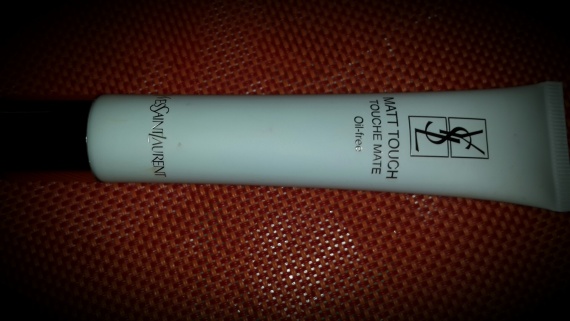 YSL
MATT TOUCH
TOUCHE MATE
Oil-free
YVESSAINTLAURENT